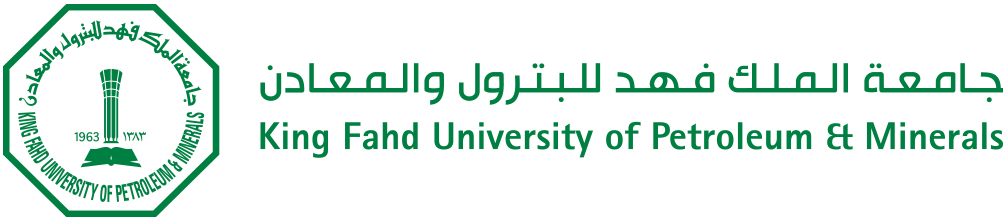 جامعة الملك فهد للبترول والمعادن
1963 ١٣٨٣
KING FAHD UNIVERSITY OF PETROLEUM & MINERALS
جامعة الملك فهد للبترول والمعادن
King Fahd University of Petroleum & Minerals